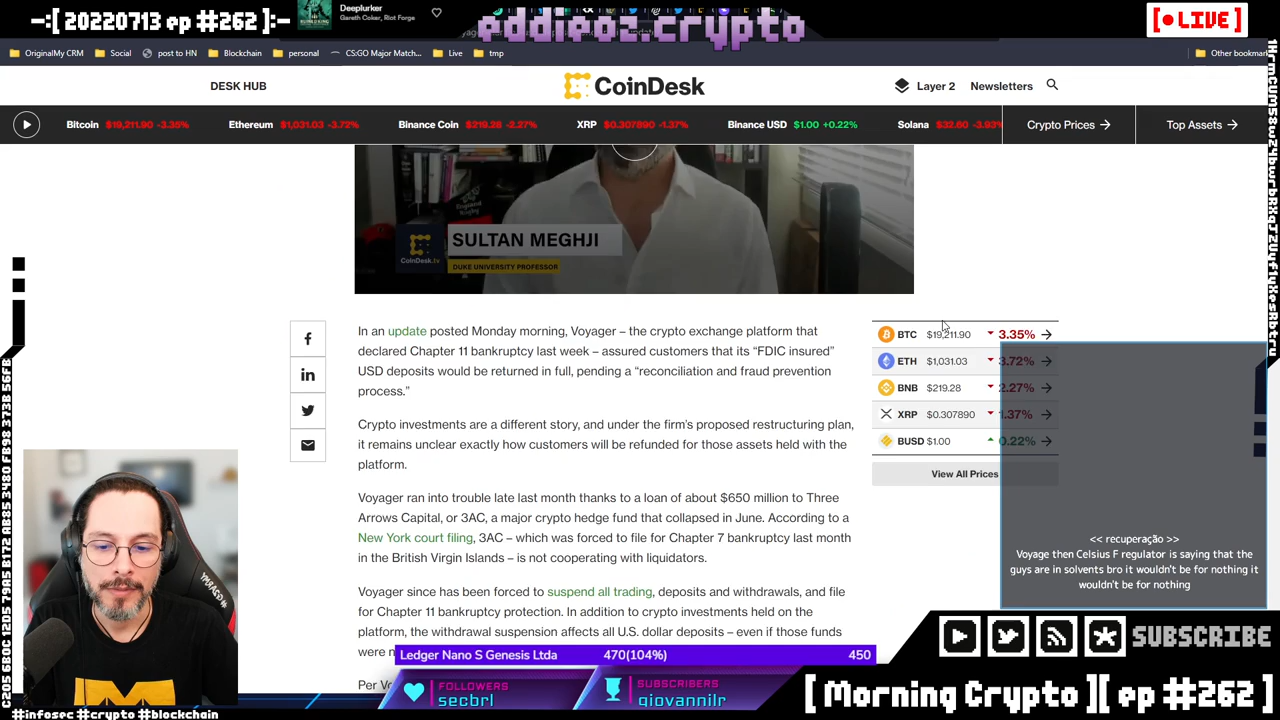 -:[ 20220713 ep #262 ]:-
Deeplurker
Gareth Coker, Riot Forge
eddieoz.crypto
[ LIVE ]
OriginalMy CRM
Social
post to HN
Blockchain
personal
CS:GO Major Match...
Live
tmp
Other bookmar
DESK HUB
CoinDesk
Layer 2
Newsletters
Bitcoin $19,211.90 -3.35%
Ethereum $1,031.03 -3.72%
Binance Coin $219.28 -2.27%
XRP $0.307890 -1.37%
Binance USD $1.00 +0.22%
Solana $32.60 -3.93%
Crypto Prices
Top Assets
CoinDesk.tv
SULTAN MEGHJI
DUKE UNIVERSITY PROFESSOR
In an update posted Monday morning, Voyager – the crypto exchange platform that
declared Chapter 11 bankruptcy last week – assured customers that its “FDIC insured”
USD deposits would be returned in full, pending a “reconciliation and fraud prevention
process.”
Crypto investments are a different story, and under the firm's proposed restructuring plan,
it remains unclear exactly how customers will be refunded for those assets held with the
platform.
Voyager ran into trouble late last month thanks to a loan of about $650 million to Three
Arrows Capital, or 3AC, a major crypto hedge fund that collapsed in June. According to a
New York court filing, 3AC – which was forced to file for Chapter 7 bankruptcy last month
in the British Virgin Islands – is not cooperating with liquidators.
Voyager since has been forced to suspend all trading, deposits and withdrawals, and file
for Chapter 11 bankruptcy protection. In addition to crypto investments held on the
platform, the withdrawal suspension affects all U.S. dollar deposits – even if those funds
were
Per
BTC $19,211.90 3.35%
ETH $1,031.03 3.72%
BNB $219.28 2.27%
XRP $0.307890 1.37%
BUSD $1.00 0.22%
View All Prices
<< recuperação >>
Voyage then Celsius F regulator is saying that the
guys are in solvents bro it wouldn't be for nothing it
wouldn't be for nothing
Ledger Nano S Genesis Ltda 470(104%) 450
FOLLOWERS
secbrl
SUBSCRIBERS
giovannilr
SUBSCRIBE
[ Morning Crypto ][ ep #262 ]
#infosec #crypto #blockchain